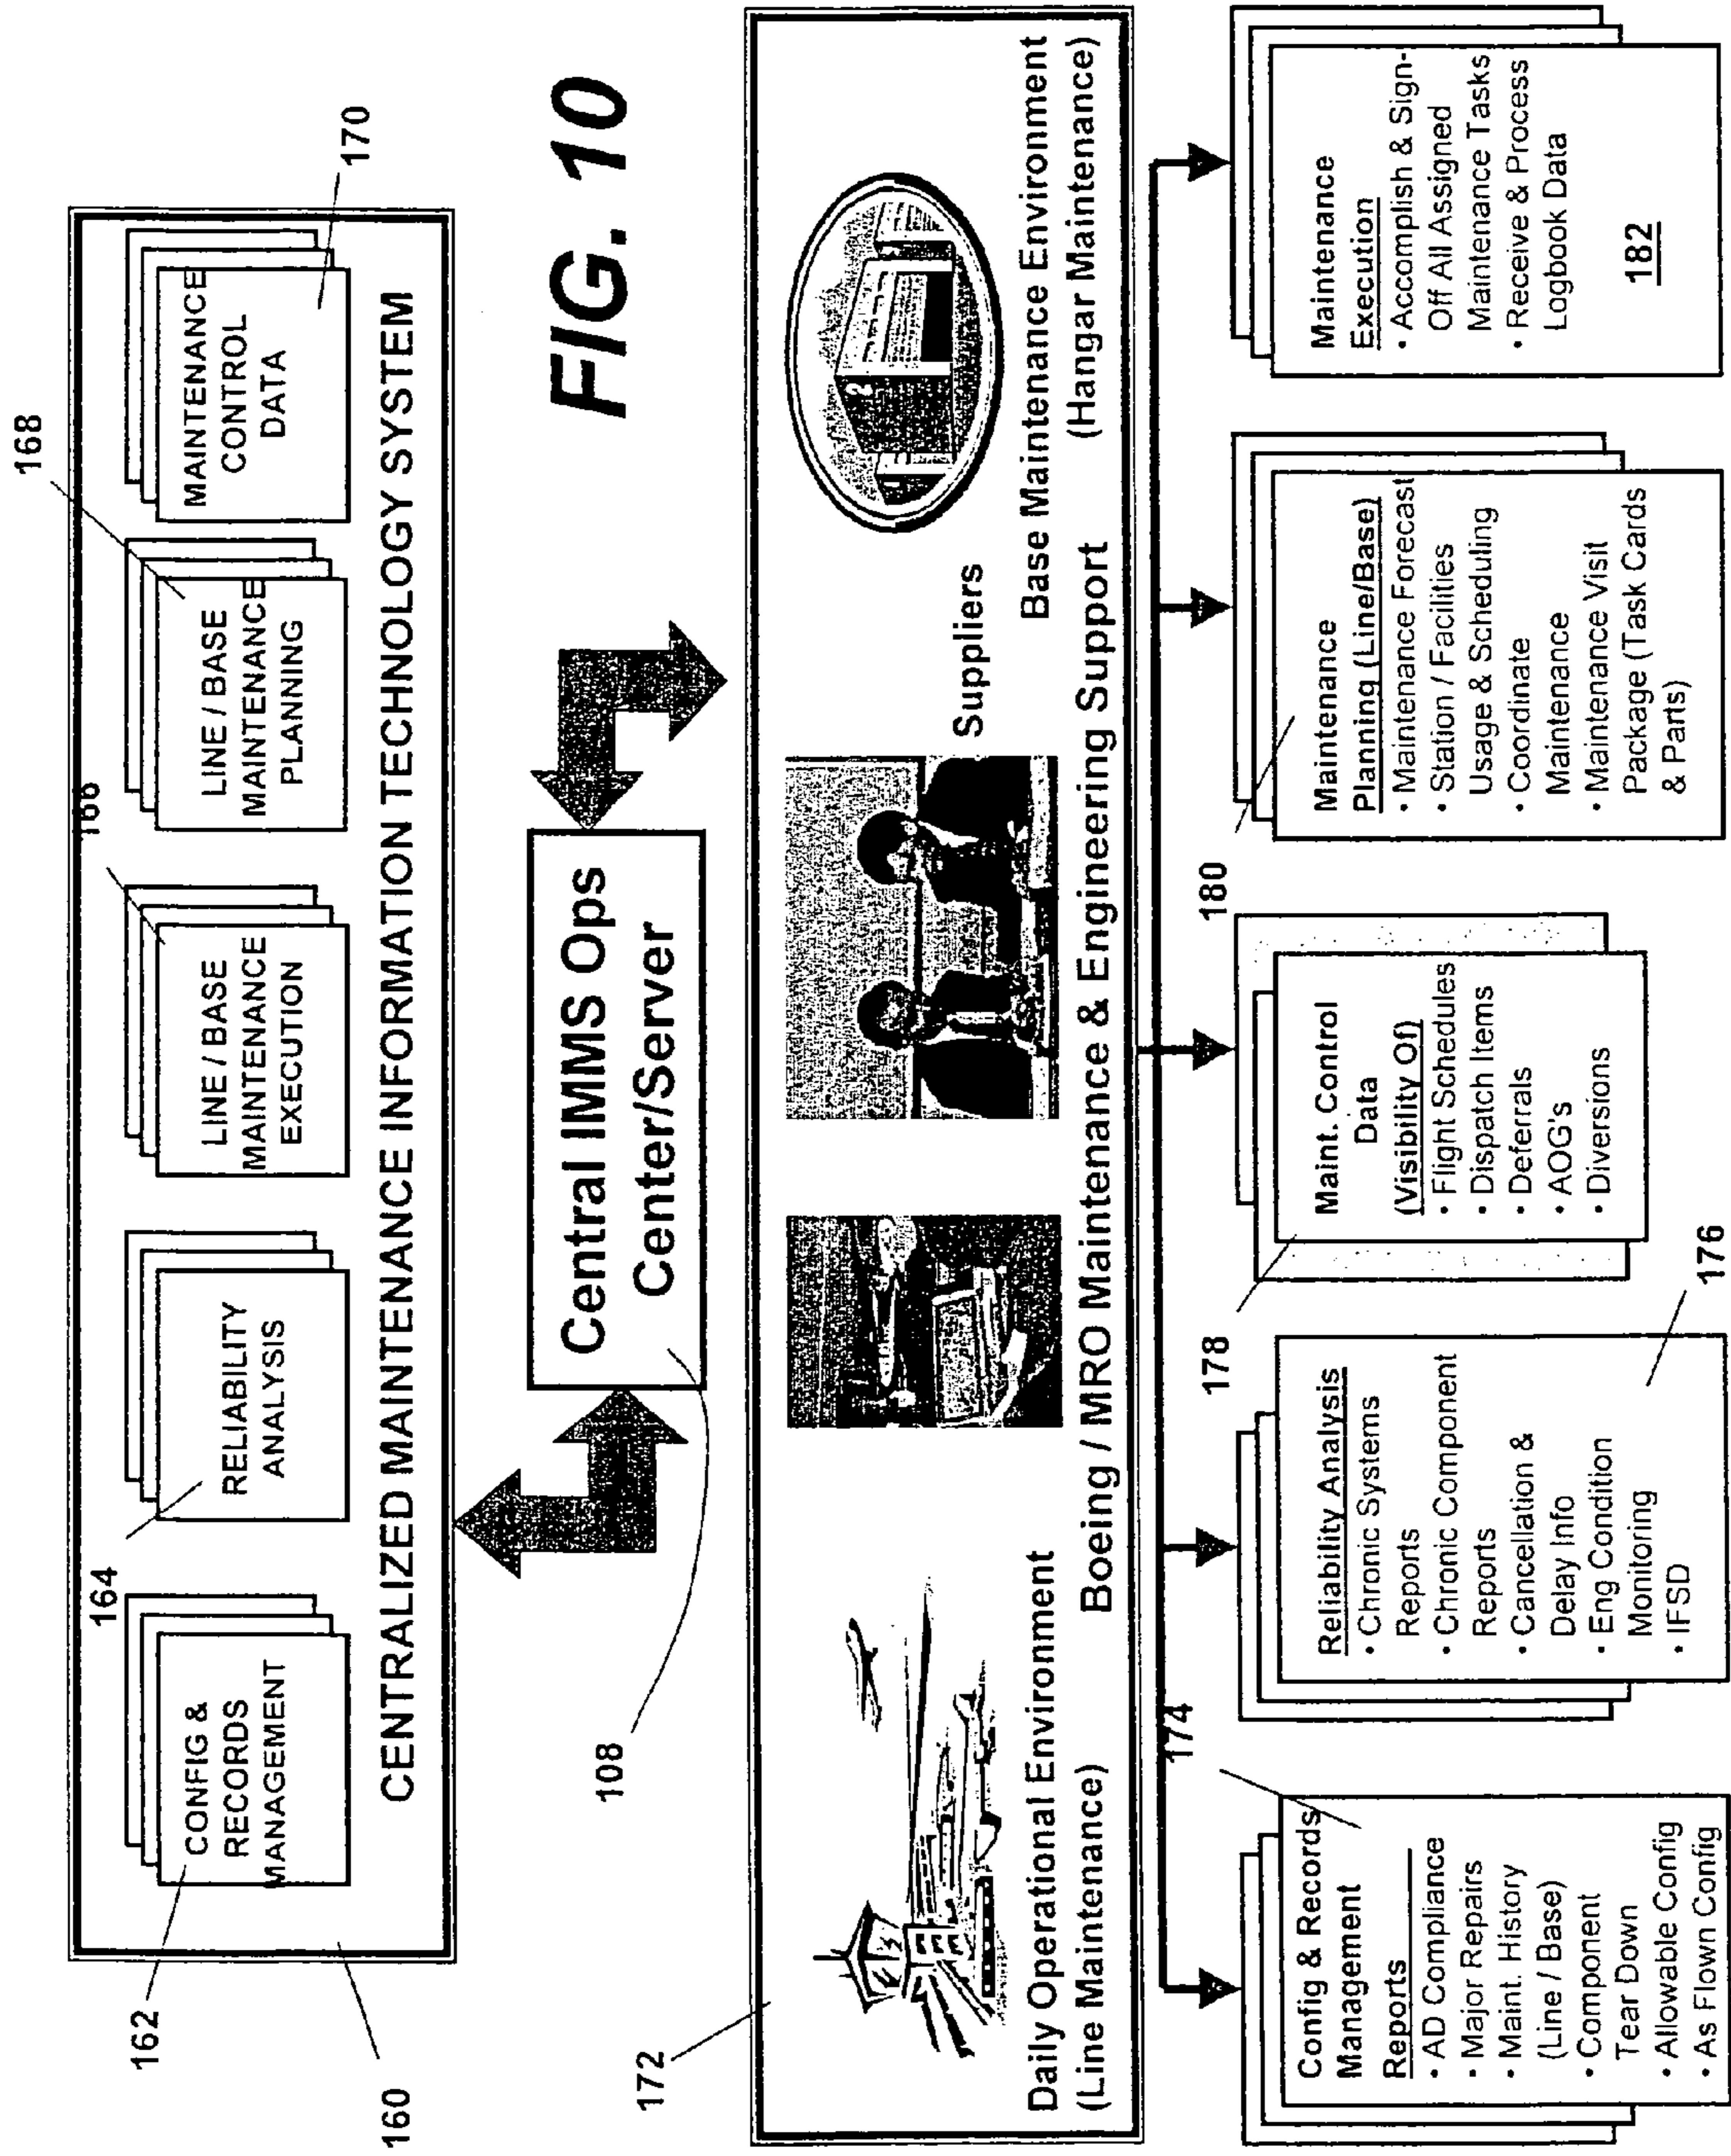 168
162
164
166
170
160
CONFIG &
RECORDS
MANAGEMENT
RELIABILITY
ANALYSIS
LINE / BASE
MAINTENANCE
EXECUTION
LINE / BASE
MAINTENANCE
PLANNING
MAINTENANCE
CONTROL
DATA
CENTRALIZED MAINTENANCE INFORMATION TECHNOLOGY SYSTEM
108
Central IMMS Ops
Center/Server
FIG. 10
172
Suppliers
Daily Operational Environment
(Line Maintenance)
Base Maintenance Environment
(Hangar Maintenance)
Boeing / MRO Maintenance & Engineering Support
2
174
178
180
Config & Records
Management
Reports
• AD Compliance
• Major Repairs
• Maint. History
(Line / Base)
• Component
Tear Down
• Allowable Config
• As Flown Config
Reliability Analysis
• Chronic Systems
Reports
• Chronic Component
Reports
• Cancellation &
Delay Info
• Eng Condition
Monitoring
• IFSD
176
Maint. Control
Data
(Visibility Of)
• Flight Schedules
• Dispatch Items
• Deferrals
• AOG's
• Diversions
Maintenance
Planning (Line/Base)
• Maintenance Forecast
• Station / Facilities
Usage & Scheduling
• Coordinate
Maintenance
• Maintenance Visit
Package (Task Cards
& Parts)
Maintenance
Execution
• Accomplish & Sign-
Off All Assigned
Maintenance Tasks
• Receive & Process
Logbook Data
182